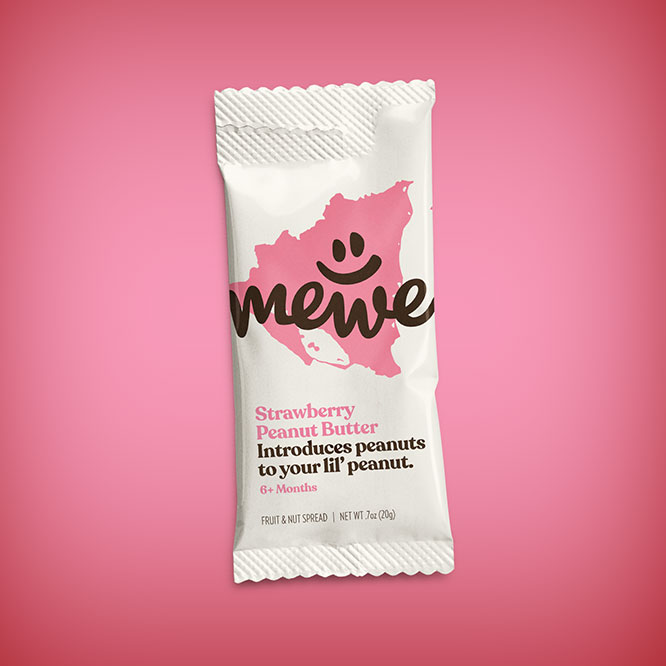 mewe
Strawberry
Peanut Butter
Introduces peanuts
to your lil' peanut.
6+ Months
FRUIT & NUT SPREAD | NET WT .7oz (20g)